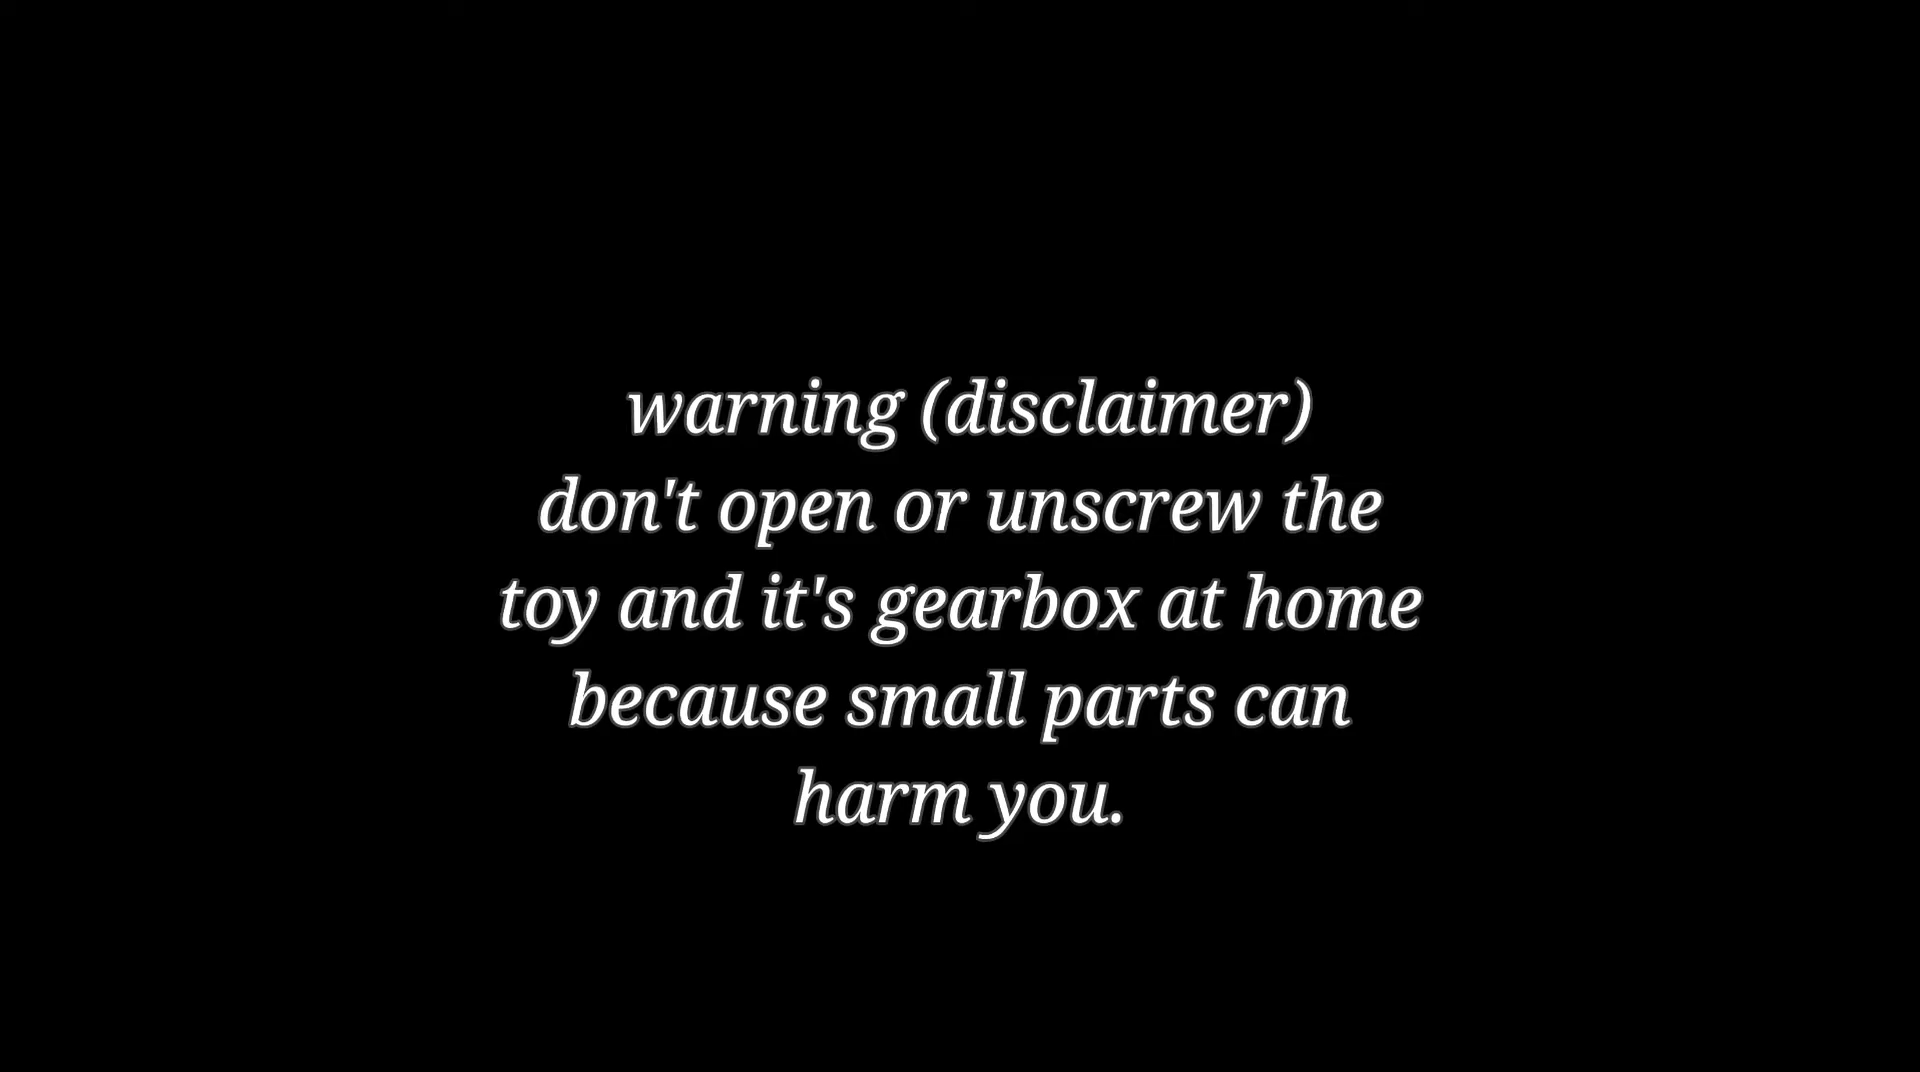 warning (disclaimer)
don't open or unscrew the
toy and it's gearbox at home
because small parts can
harm you.